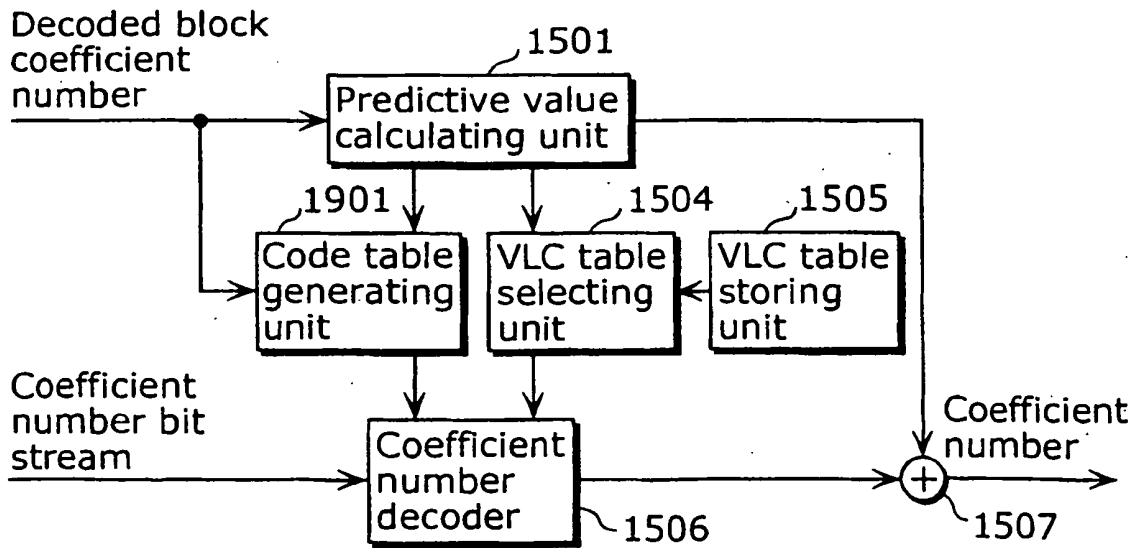 Decoded block
coefficient
number
1501
Predictive value
calculating unit
1901
1504
1505
Code table
generating
unit
VLC table
selecting
unit
VLC table
storing
unit
Coefficient
number bit
stream
Coefficient
number
decoder
1506
Coefficient
number
+
1507